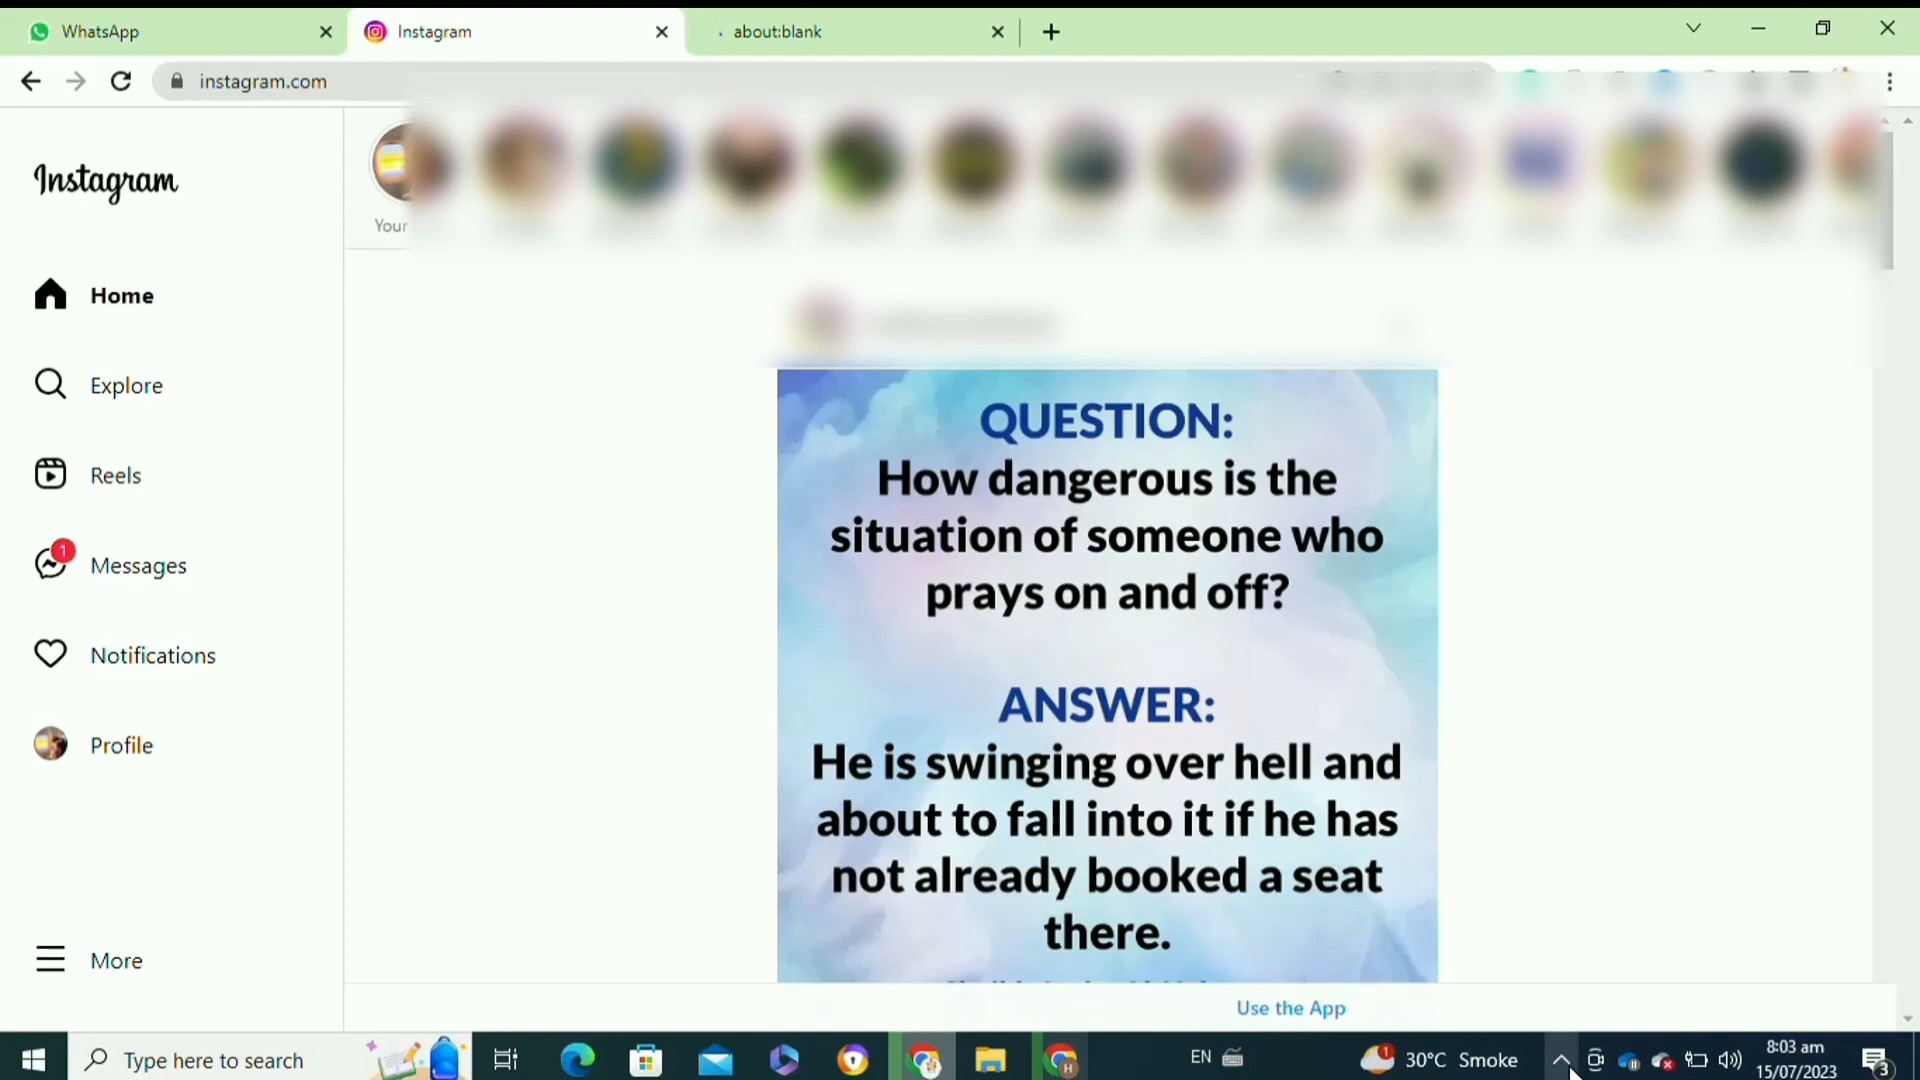 WhatsApp
Instagram
about:blank
instagram.com
Instagram
Your
Home
Explore
Reels
1
Messages
Notifications
Profile
More
QUESTION:
How dangerous is the
situation of someone who
prays on and off?
ANSWER:
He is swinging over hell and
about to fall into it if he has
not already booked a seat
there.
Use the App
Type here to search
EN
1
30°C Smoke
8:03 am
15/07/2023
3